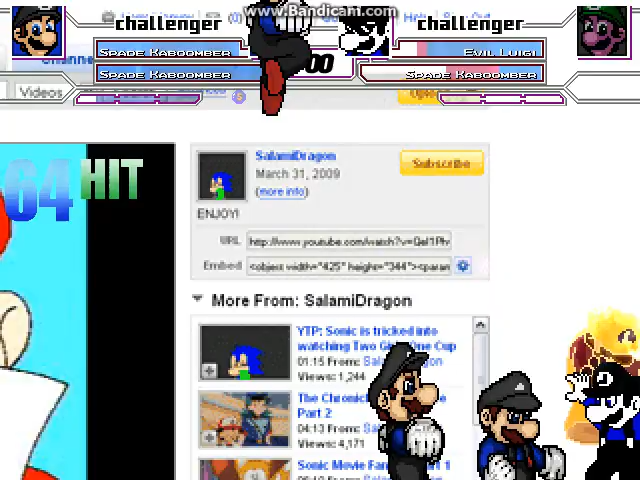 www.Bandicam.com
challenger
challenger
Spade Kaboomber
Evil Luigi
Spade Kaboomber
Spade Kaboomber
00
Videos
64 HIT
SalamiDragon
Subscribe
March 31, 2009
(more info)
ENJOY!
URL
http://www.youtube.com/watch?v=
Embed
<object width="425" height="344"><param
More From: SalamiDragon
YTP: Sonic is tricked into
watching Two One Cup
01:15 From:
Views: 1,244
The
Part 2
04:13 From:
Views: 4,171
Sonic Movie